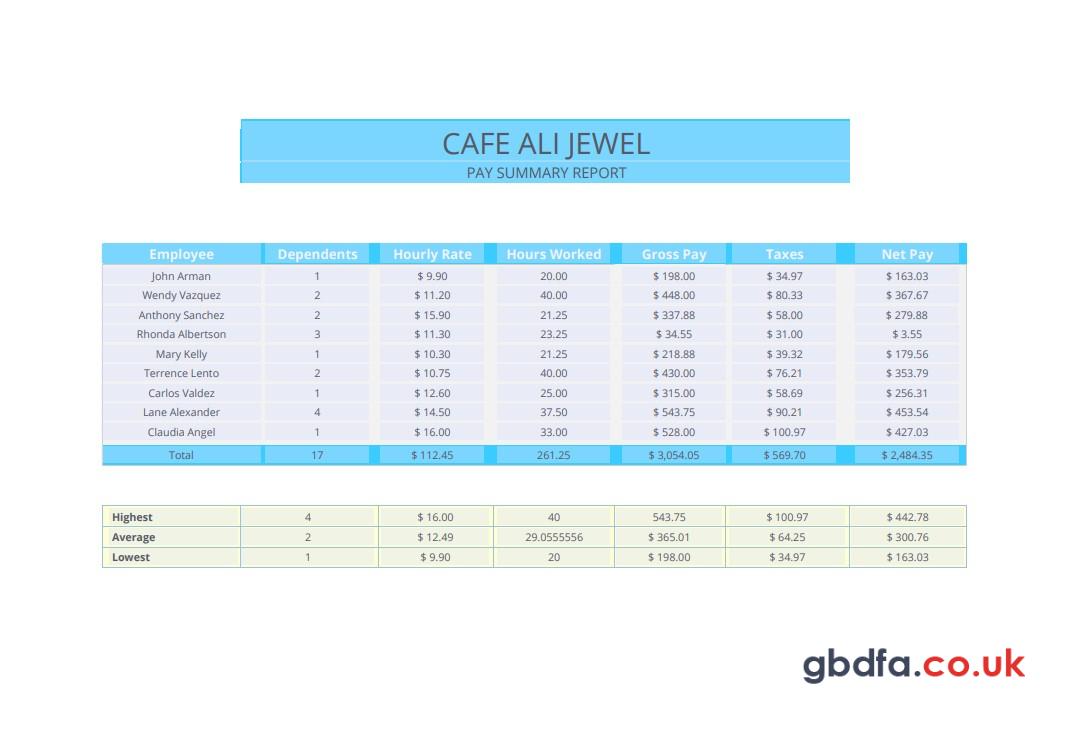 CAFE ALI JEWEL
PAY SUMMARY REPORT
Employee Dependents Hourly Rate Hours Worked Gross Pay Taxes Net Pay
John Arman 1 $ 9.90 20.00 $ 198.00 $ 34.97 $ 163.03
Wendy Vazquez 2 $ 11.20 40.00 $ 448.00 $ 80.33 $ 367.67
Anthony Sanchez 2 $ 15.90 21.25 $ 337.88 $ 58.00 $ 279.88
Rhonda Albertson 3 $ 11.30 23.25 $ 34.55 $ 31.00 $ 3.55
Mary Kelly 1 $ 10.30 21.25 $ 218.88 $ 39.32 $ 179.56
Terrence Lento 2 $ 10.75 40.00 $ 430.00 $ 76.21 $ 353.79
Carlos Valdez 1 $ 12.60 25.00 $ 315.00 $ 58.69 $ 256.31
Lane Alexander 4 $ 14.50 37.50 $ 543.75 $ 90.21 $ 453.54
Claudia Angel 1 $ 16.00 33.00 $ 528.00 $ 100.97 $ 427.03
Total 17 $ 112.45 261.25 $ 3,054.05 $ 569.70 $ 2,484.35
Highest 4 $ 16.00 40 543.75 $ 100.97 $ 442.78
Average 2 $ 12.49 29.0555556 $ 365.01 $ 64.25 $ 300.76
Lowest 1 $ 9.90 20 $ 198.00 $ 34.97 $ 163.03
gbdfa.co.uk